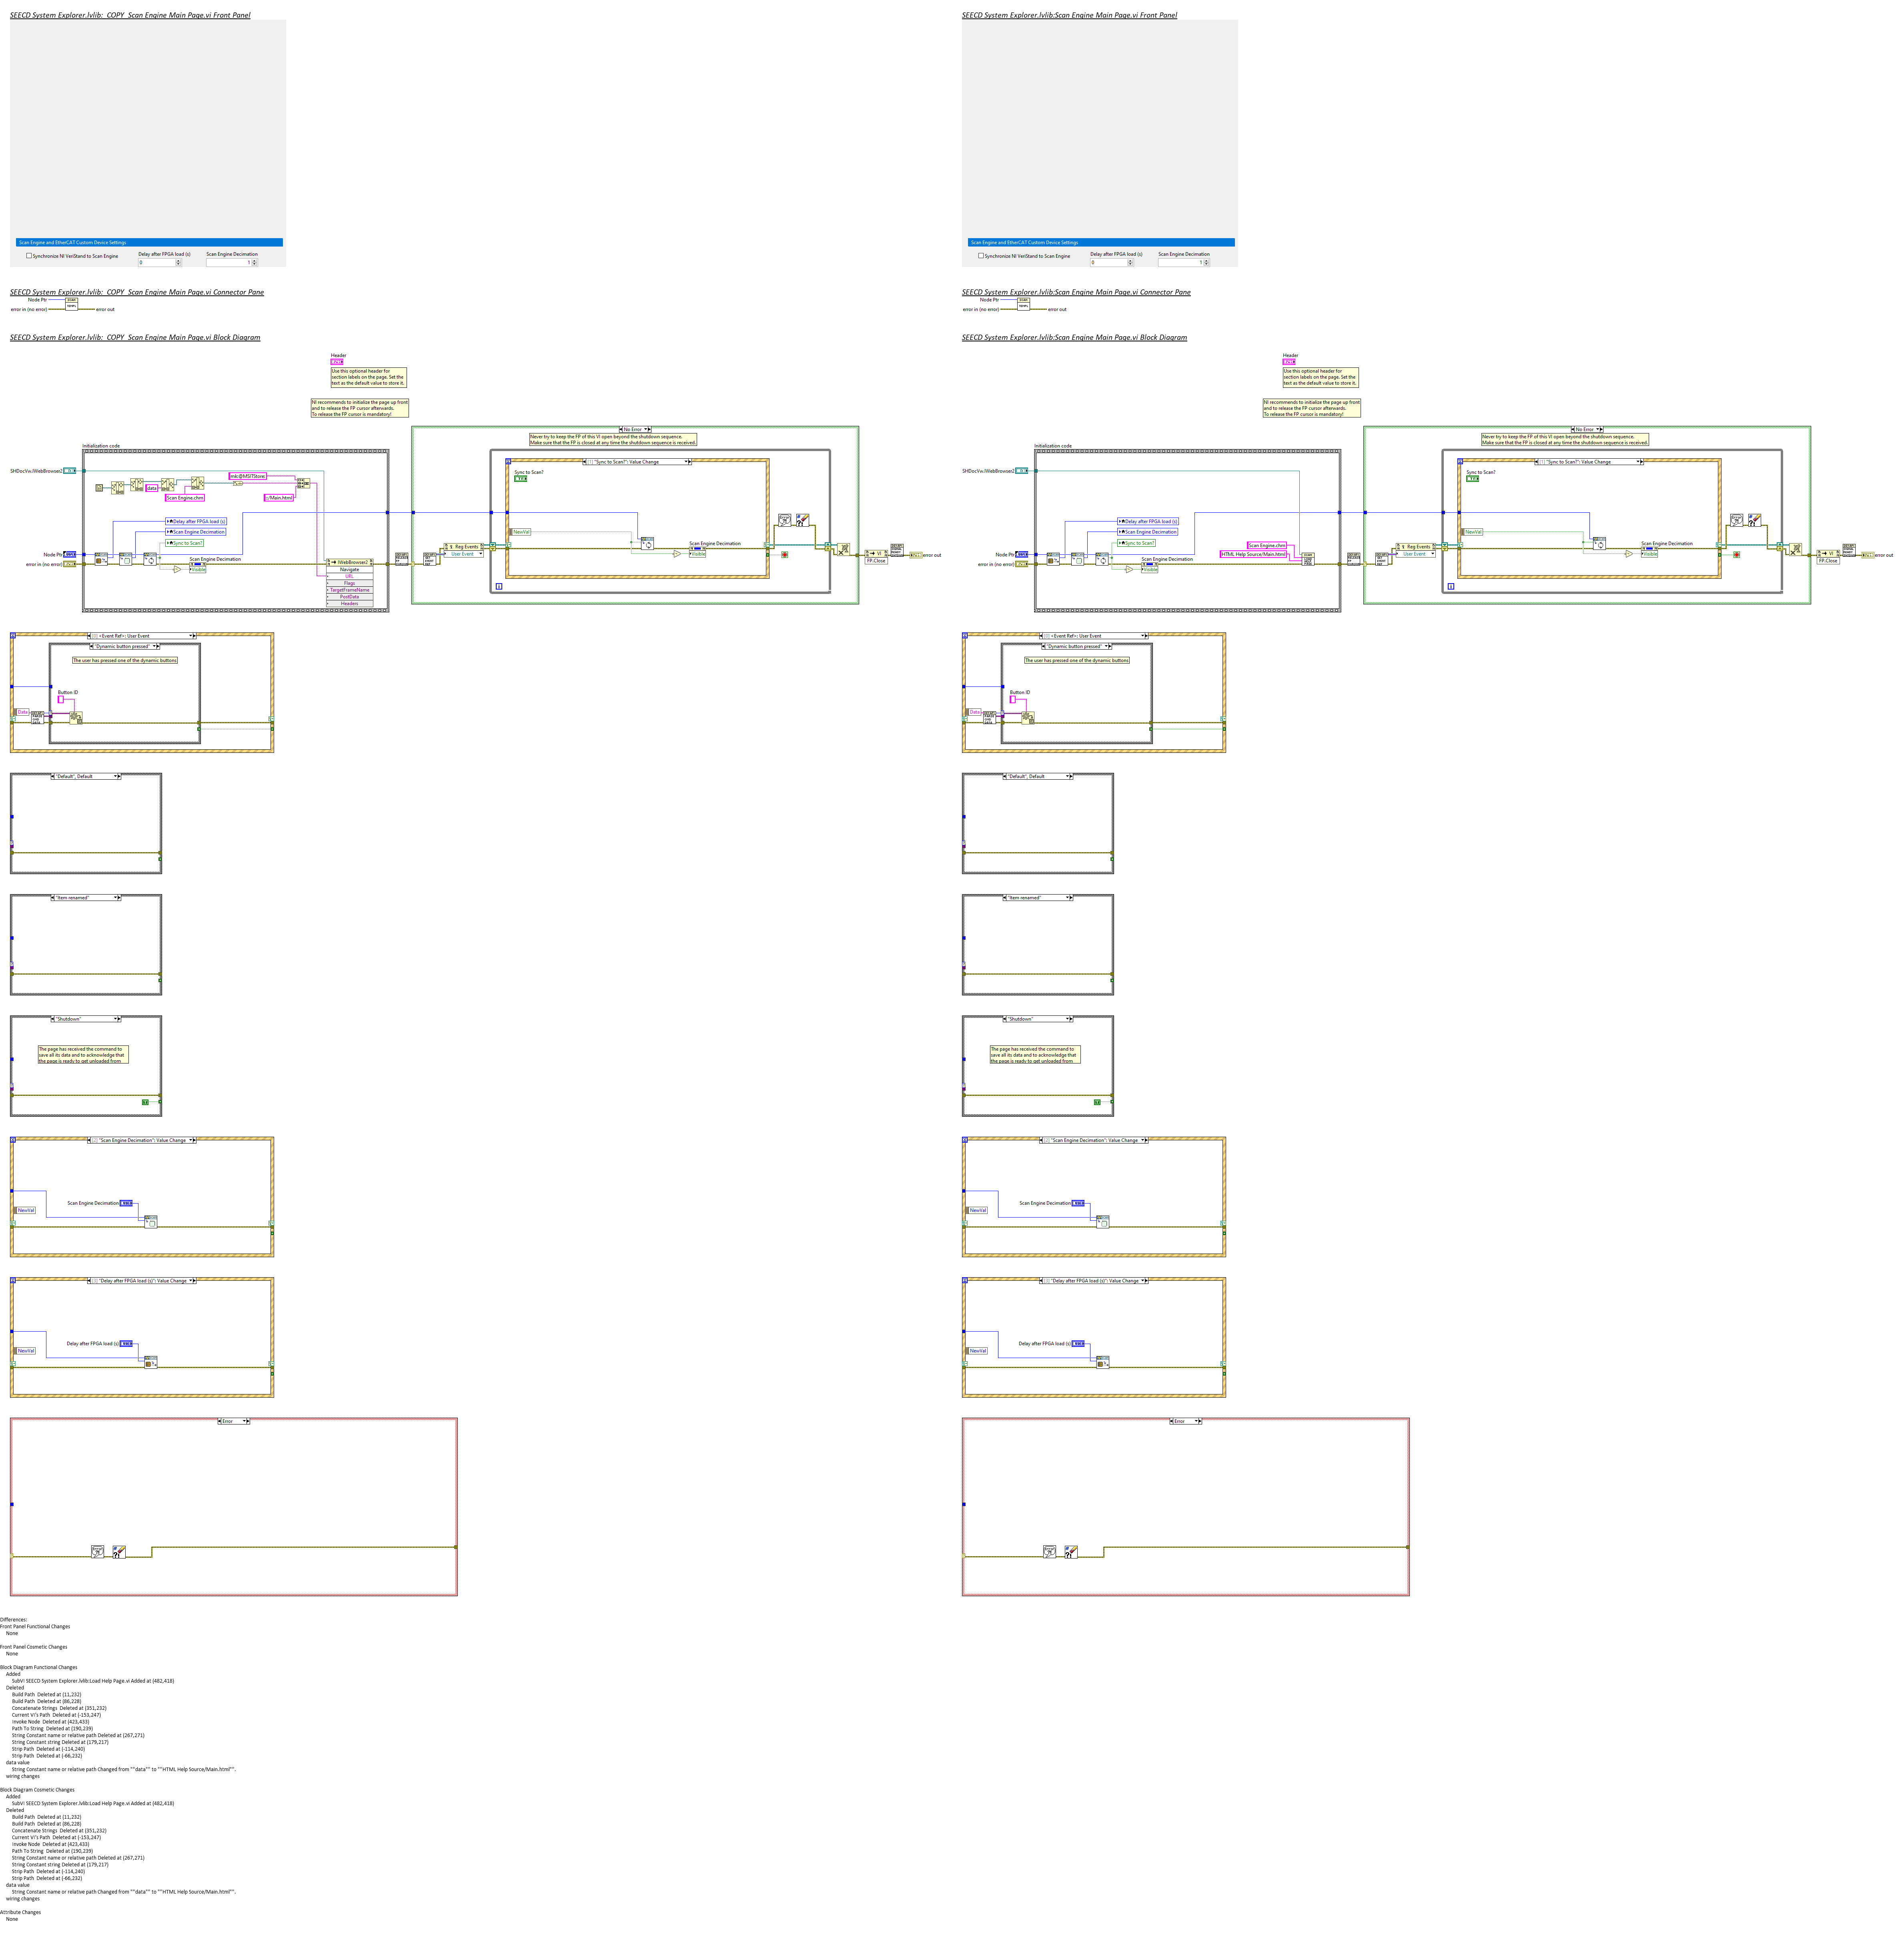 SEECD System Explorer.lvlib:_COPY_Scan Engine Main Page.vi Front Panel
Scan Engine and EtherCAT Custom Device Settings
Synchronize NI VeriStand to Scan Engine
Delay after FPGA load (s)
Scan Engine Decimation
0
1
SEECD System Explorer.lvlib:_COPY_Scan Engine Main Page.vi Connector Pane
Node Ptr
error in (no error)
error out
SEECD System Explorer.lvlib:_COPY_Scan Engine Main Page.vi Block Diagram
Header
Use this optional header for
section labels on the page. Set the
text as the default value to store it.
NI recommends to initialize the page up front
and to release the FP cursor afterwards.
To release the FP cursor is mandatory!
No Error
Never try to keep the FP of this VI open beyond the shutdown sequence.
Make sure that the FP is closed at any time the shutdown sequence is received.
Initialization code
SHDocVw.IWebBrowser2
data
Scan Engine.chm
mk:@MSITStore:
::/Main.html
Delay after FPGA load (s)
Scan Engine Decimation
Sync to Scan?
Node Ptr
error in (no error)
Scan Engine Decimation
Visible
WebBrowser2
Navigate
URL
Flags
TargetFrameName
PostData
Headers
Reg Events
User Event
"Sync to Scan?": Value Change
Sync to Scan?
NewVal
Scan Engine Decimation
Visible
VI
FP.Close
error out
<Event Ref>: User Event
"Dynamic button pressed"
The user has pressed one of the dynamic buttons
Button ID
Data
"Default", Default
"Item renamed"
"Shutdown"
The page has received the command to
save all its data and to acknowledge that
the page is ready to get unloaded from
"Scan Engine Decimation": Value Change
Scan Engine Decimation
NewVal
"Delay after FPGA load (s)": Value Change
Delay after FPGA load (s)
NewVal
Error
SEECD System Explorer.lvlib:Scan Engine Main Page.vi Front Panel
Scan Engine and EtherCAT Custom Device Settings
Synchronize NI VeriStand to Scan Engine
Delay after FPGA load (s)
Scan Engine Decimation
0
1
SEECD System Explorer.lvlib:Scan Engine Main Page.vi Connector Pane
Node Ptr
error in (no error)
error out
SEECD System Explorer.lvlib:Scan Engine Main Page.vi Block Diagram
Header
Use this optional header for
section labels on the page. Set the
text as the default value to store it.
NI recommends to initialize the page up front
and to release the FP cursor afterwards.
To release the FP cursor is mandatory!
No Error
Never try to keep the FP of this VI open beyond the shutdown sequence.
Make sure that the FP is closed at any time the shutdown sequence is received.
Initialization code
SHDocVw.IWebBrowser2
Delay after FPGA load (s)
Scan Engine Decimation
Sync to Scan?
Scan Engine.chm
HTML Help Source/Main.html
Node Ptr
error in (no error)
Scan Engine Decimation
Visible
Reg Events
User Event
"Sync to Scan?": Value Change
Sync to Scan?
NewVal
Scan Engine Decimation
Visible
VI
FP.Close
error out
<Event Ref>: User Event
"Dynamic button pressed"
The user has pressed one of the dynamic buttons
Button ID
Data
"Default", Default
"Item renamed"
"Shutdown"
The page has received the command to
save all its data and to acknowledge that
the page is ready to get unloaded from
"Scan Engine Decimation": Value Change
Scan Engine Decimation
NewVal
"Delay after FPGA load (s)": Value Change
Delay after FPGA load (s)
NewVal
Error
Differences:
Front Panel Functional Changes
None
Front Panel Cosmetic Changes
None
Block Diagram Functional Changes
Added
SubVI SEECD System Explorer.lvlib:Load Help Page.vi Added at (482,418)
Deleted
Build Path Deleted at (11,232)
Build Path Deleted at (86,228)
Concatenate Strings Deleted at (351,232)
Current VI's Path Deleted at (-153,247)
Invoke Node Deleted at (423,433)
Path To String Deleted at (190,239)
String Constant name or relative path Deleted at (267,271)
String Constant string Deleted at (179,217)
Strip Path Deleted at (-114,240)
Strip Path Deleted at (-66,232)
data value
String Constant name or relative path Changed from ""data"" to ""HTML Help Source/Main.html"".
wiring changes
Block Diagram Cosmetic Changes
Added
SubVI SEECD System Explorer.lvlib:Load Help Page.vi Added at (482,418)
Deleted
Build Path Deleted at (11,232)
Build Path Deleted at (86,228)
Concatenate Strings Deleted at (351,232)
Current VI's Path Deleted at (-153,247)
Invoke Node Deleted at (423,433)
Path To String Deleted at (190,239)
String Constant name or relative path Deleted at (267,271)
String Constant string Deleted at (179,217)
Strip Path Deleted at (-114,240)
Strip Path Deleted at (-66,232)
data value
String Constant name or relative path Changed from ""data"" to ""HTML Help Source/Main.html"".
wiring changes
Attribute Changes
None